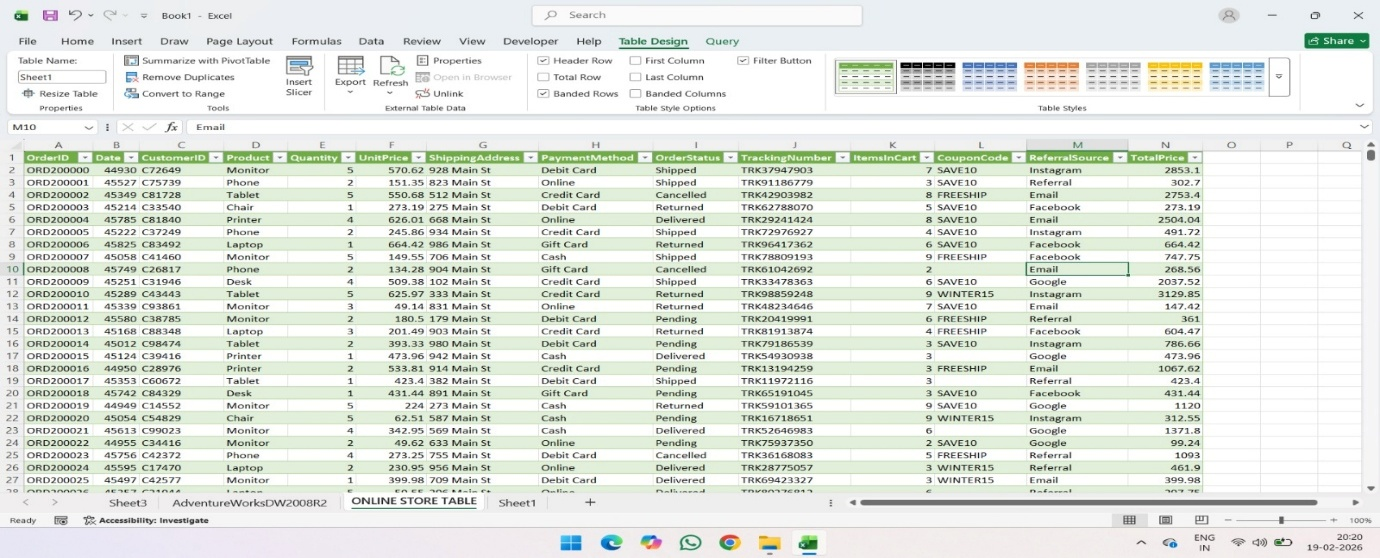 Book1 - Excel
Search
File Home Insert Draw Page Layout Formulas Data Review View Developer Help Table Design Query
Share
Table Name:
Sheet1
Resize Table
Properties
Summarize with PivotTable
Remove Duplicates
Convert to Range
Insert Slicer
Tools
Export Refresh
Properties
Open in Browser
Unlink
External Table Data
Header Row First Column Filter Button
Total Row Last Column
Banded Rows Banded Columns
Table Style Options
Table Styles
M10 fx Email
A B C D E F G H I J K L M N O P Q
1 OrderID Date CustomerID Product Quantity UnitPrice ShippingAddress PaymentMethod OrderStatus TrackingNumber ItemsInCart CouponCode ReferralSource TotalPrice
2 ORD200000 44930 C72649 Monitor 5 570.62 928 Main St Debit Card Shipped TRK37947903 7 SAVE10 Instagram 2853.1
3 ORD200001 45527 C75739 Phone 2 151.35 823 Main St Online Shipped TRK91186779 3 SAVE10 Referral 302.7
4 ORD200002 45349 C81728 Tablet 5 550.68 512 Main St Credit Card Cancelled TRK42903982 8 FREESHIP Email 2753.4
5 ORD200003 45214 C33540 Chair 1 273.19 275 Main St Debit Card Returned TRK62788070 5 SAVE10 Facebook 273.19
6 ORD200004 45785 C81840 Printer 4 626.01 668 Main St Online Delivered TRK29241424 8 SAVE10 Email 2504.04
7 ORD200005 45222 C37249 Phone 2 245.86 934 Main St Credit Card Shipped TRK72976927 4 SAVE10 Instagram 491.72
8 ORD200006 45825 C83492 Laptop 1 664.42 986 Main St Gift Card Returned TRK96417362 6 SAVE10 Facebook 664.42
9 ORD200007 45058 C41460 Monitor 5 149.55 706 Main St Cash Shipped TRK78809193 9 FREESHIP Facebook 747.75
10 ORD200008 45749 C26817 Phone 2 134.28 904 Main St Gift Card Cancelled TRK61042692 2 Email 268.56
11 ORD200009 45251 C31946 Desk 4 509.38 102 Main St Credit Card Shipped TRK33478363 6 SAVE10 Google 2037.52
12 ORD200010 45289 C43443 Tablet 5 625.97 333 Main St Credit Card Returned TRK98859248 9 WINTER15 Instagram 3129.85
13 ORD200011 45339 C93861 Monitor 3 49.14 831 Main St Online Returned TRK48234646 7 SAVE10 Email 147.42
14 ORD200012 45580 C38785 Monitor 2 180.5 179 Main St Debit Card Pending TRK20419991 6 FREESHIP Referral 361
15 ORD200013 45168 C88348 Laptop 3 201.49 903 Main St Credit Card Returned TRK81913874 4 FREESHIP Facebook 604.47
16 ORD200014 45012 C98474 Tablet 2 393.33 980 Main St Debit Card Pending TRK79186539 3 SAVE10 Instagram 786.66
17 ORD200015 45124 C39416 Printer 1 473.96 942 Main St Cash Delivered TRK54930938 3 Google 473.96
18 ORD200016 44950 C28976 Printer 2 533.81 914 Main St Credit Card Pending TRK13194259 3 FREESHIP Email 1067.62
19 ORD200017 45353 C60672 Tablet 1 423.4 382 Main St Debit Card Shipped TRK11972116 3 Referral 423.4
20 ORD200018 45742 C84329 Desk 1 431.44 891 Main St Gift Card Pending TRK65191045 3 SAVE10 Facebook 431.44
21 ORD200019 44949 C14552 Monitor 5 224 273 Main St Cash Returned TRK59101365 9 SAVE10 Google 1120
22 ORD200020 45054 C54829 Chair 5 62.51 587 Main St Cash Pending TRK16718651 9 WINTER15 Instagram 312.55
23 ORD200021 45613 C99023 Monitor 4 342.95 569 Main St Cash Delivered TRK52646983 6 Google 1371.8
24 ORD200022 44955 C34416 Monitor 2 49.62 633 Main St Online Pending TRK75937350 2 SAVE10 Google 99.24
25 ORD200023 45756 C42372 Phone 4 273.25 755 Main St Debit Card Cancelled TRK36168083 5 FREESHIP Referral 1093
26 ORD200024 45595 C17470 Laptop 2 230.95 956 Main St Online Delivered TRK28775057 3 WINTER15 Referral 461.9
27 ORD200025 45497 C42577 Monitor 1 399.98 709 Main St Debit Card Delivered TRK69423327 3 WINTER15 Email 399.98
Sheet3 AdventureWorksDW2008R2 ONLINE STORE TABLE Sheet1
Ready Accessibility: Investigate 100%
ENG
IN
20:20
19-02-2026